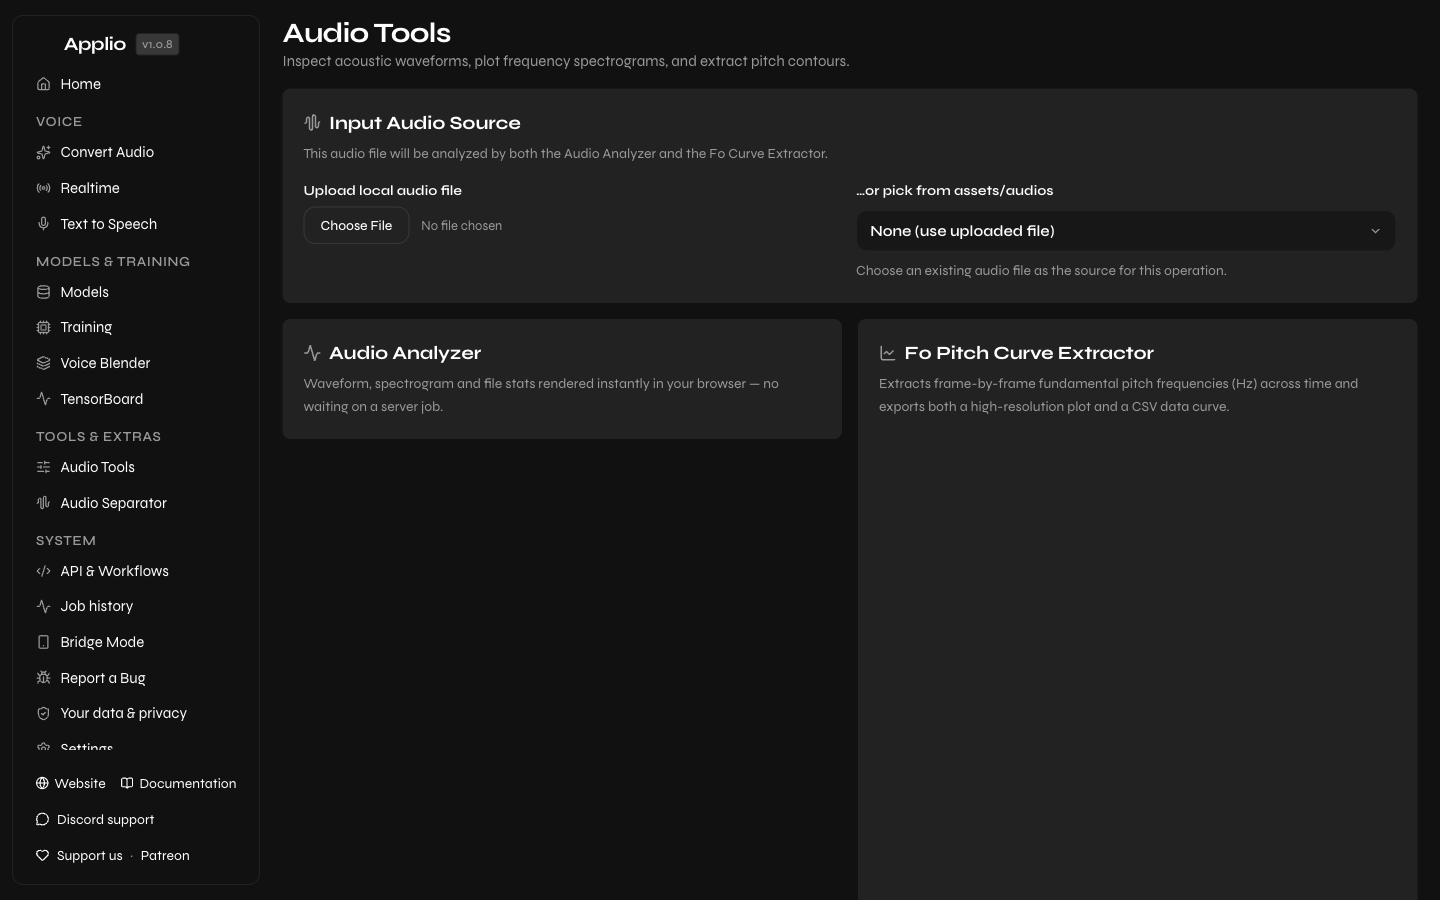 Applio v1.0.8
Home
VOICE
Convert Audio
Realtime
Text to Speech
MODELS & TRAINING
Models
Training
Voice Blender
TensorBoard
TOOLS & EXTRAS
Audio Tools
Audio Separator
SYSTEM
API & Workflows
Job history
Bridge Mode
Report a Bug
Your data & privacy
Settings
Website Documentation
Discord support
Support us · Patreon
Audio Tools
Inspect acoustic waveforms, plot frequency spectrograms, and extract pitch contours.
Input Audio Source
This audio file will be analyzed by both the Audio Analyzer and the F0 Curve Extractor.
Upload local audio file
Choose File No file chosen
...or pick from assets/audios
None (use uploaded file)
Choose an existing audio file as the source for this operation.
Audio Analyzer
Waveform, spectrogram and file stats rendered instantly in your browser — no
waiting on a server job.
F0 Pitch Curve Extractor
Extracts frame-by-frame fundamental pitch frequencies (Hz) across time and
exports both a high-resolution plot and a CSV data curve.